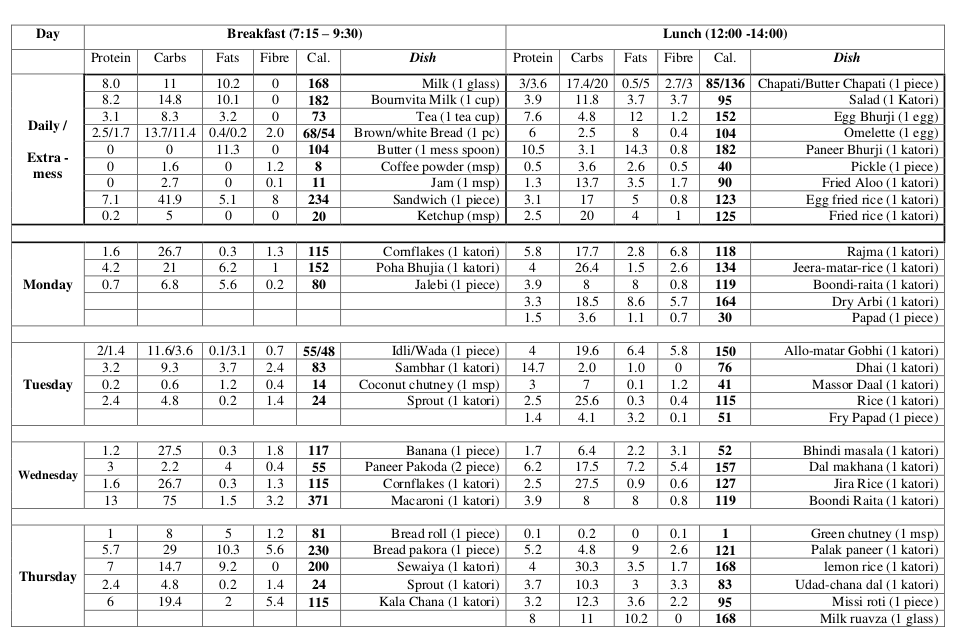 Day Breakfast (7:15 – 9:30) Lunch (12:00 -14:00)
Protein Carbs Fats Fibre Cal. Dish Protein Carbs Fats Fibre Cal. Dish
8.0 11 10.2 0 168 Milk (1 glass) 3/3.6 17.4/20 0.5/5 2.7/3 85/136 Chapati/Butter Chapati (1 piece)
8.2 14.8 10.1 0 182 Bournvita Milk (1 cup) 3.9 11.8 3.7 3.7 95 Salad (1 Katori)
3.1 8.3 3.2 0 73 Tea (1 tea cup) 7.6 4.8 12 1.2 152 Egg Bhurji (1 egg)
Daily / 2.5/1.7 13.7/11.4 0.4/0.2 2.0 68/54 Brown/white Bread (1 pc) 6 2.5 8 0.4 104 Omelette (1 egg)
0 0 11.3 0 104 Butter (1 mess spoon) 10.5 3.1 14.3 0.8 182 Paneer Bhurji (1 katori)
Extra - 0 1.6 0 1.2 8 Coffee powder (msp) 0.5 3.6 2.6 0.5 40 Pickle (1 piece)
mess 0 2.7 0 0.1 11 Jam (1 msp) 1.3 13.7 3.5 1.7 90 Fried Aloo (1 katori)
7.1 41.9 5.1 8 234 Sandwich (1 piece) 3.1 17 5 0.8 123 Egg fried rice (1 katori)
0.2 5 0 0 20 Ketchup (msp) 2.5 20 4 1 125 Fried rice (1 katori)
1.6 26.7 0.3 1.3 115 Cornflakes (1 katori) 5.8 17.7 2.8 6.8 118 Rajma (1 katori)
4.2 21 6.2 1 152 Poha Bhujia (1 katori) 4 26.4 1.5 2.6 134 Jeera-matar-rice (1 katori)
Monday 0.7 6.8 5.6 0.2 80 Jalebi (1 piece) 3.9 8 8 0.8 119 Boondi-raita (1 katori)
3.3 18.5 8.6 5.7 164 Dry Arbi (1 katori)
1.5 3.6 1.1 0.7 30 Papad (1 piece)
2/1.4 11.6/3.6 0.1/3.1 0.7 55/48 Idli/Wada (1 piece) 4 19.6 6.4 5.8 150 Allo-matar Gobhi (1 katori)
3.2 9.3 3.7 2.4 83 Sambhar (1 katori) 14.7 2.0 1.0 0 76 Dhai (1 katori)
Tuesday 0.2 0.6 1.2 0.4 14 Coconut chutney (1 msp) 3 7 0.1 1.2 41 Massor Daal (1 katori)
2.4 4.8 0.2 1.4 24 Sprout (1 katori) 2.5 25.6 0.3 0.4 115 Rice (1 katori)
1.4 4.1 3.2 0.1 51 Fry Papad (1 piece)
1.2 27.5 0.3 1.8 117 Banana (1 piece) 1.7 6.4 2.2 3.1 52 Bhindi masala (1 katori)
Wednesday 3 2.2 4 0.4 55 Paneer Pakoda (2 piece) 6.2 17.5 7.2 5.4 157 Dal makhana (1 katori)
1.6 26.7 0.3 1.3 115 Cornflakes (1 katori) 2.5 27.5 0.9 0.6 127 Jira Rice (1 katori)
13 75 1.5 3.2 371 Macaroni (1 katori) 3.9 8 8 0.8 119 Boondi Raita (1 katori)
1 8 5 1.2 81 Bread roll (1 piece) 0.1 0.2 0 0.1 1 Green chutney (1 msp)
5.7 29 10.3 5.6 230 Bread pakora (1 piece) 5.2 4.8 9 2.6 121 Palak paneer (1 katori)
Thursday 7 14.7 9.2 0 200 Sewaiya (1 katori) 4 30.3 3.5 1.7 168 lemon rice (1 katori)
2.4 4.8 0.2 1.4 24 Sprout (1 katori) 3.7 10.3 3 3.3 83 Udad-chana dal (1 katori)
6 19.4 2 5.4 115 Kala Chana (1 katori) 3.2 12.3 3.6 2.2 95 Missi roti (1 piece)
8 11 10.2 0 168 Milk ruavza (1 glass)